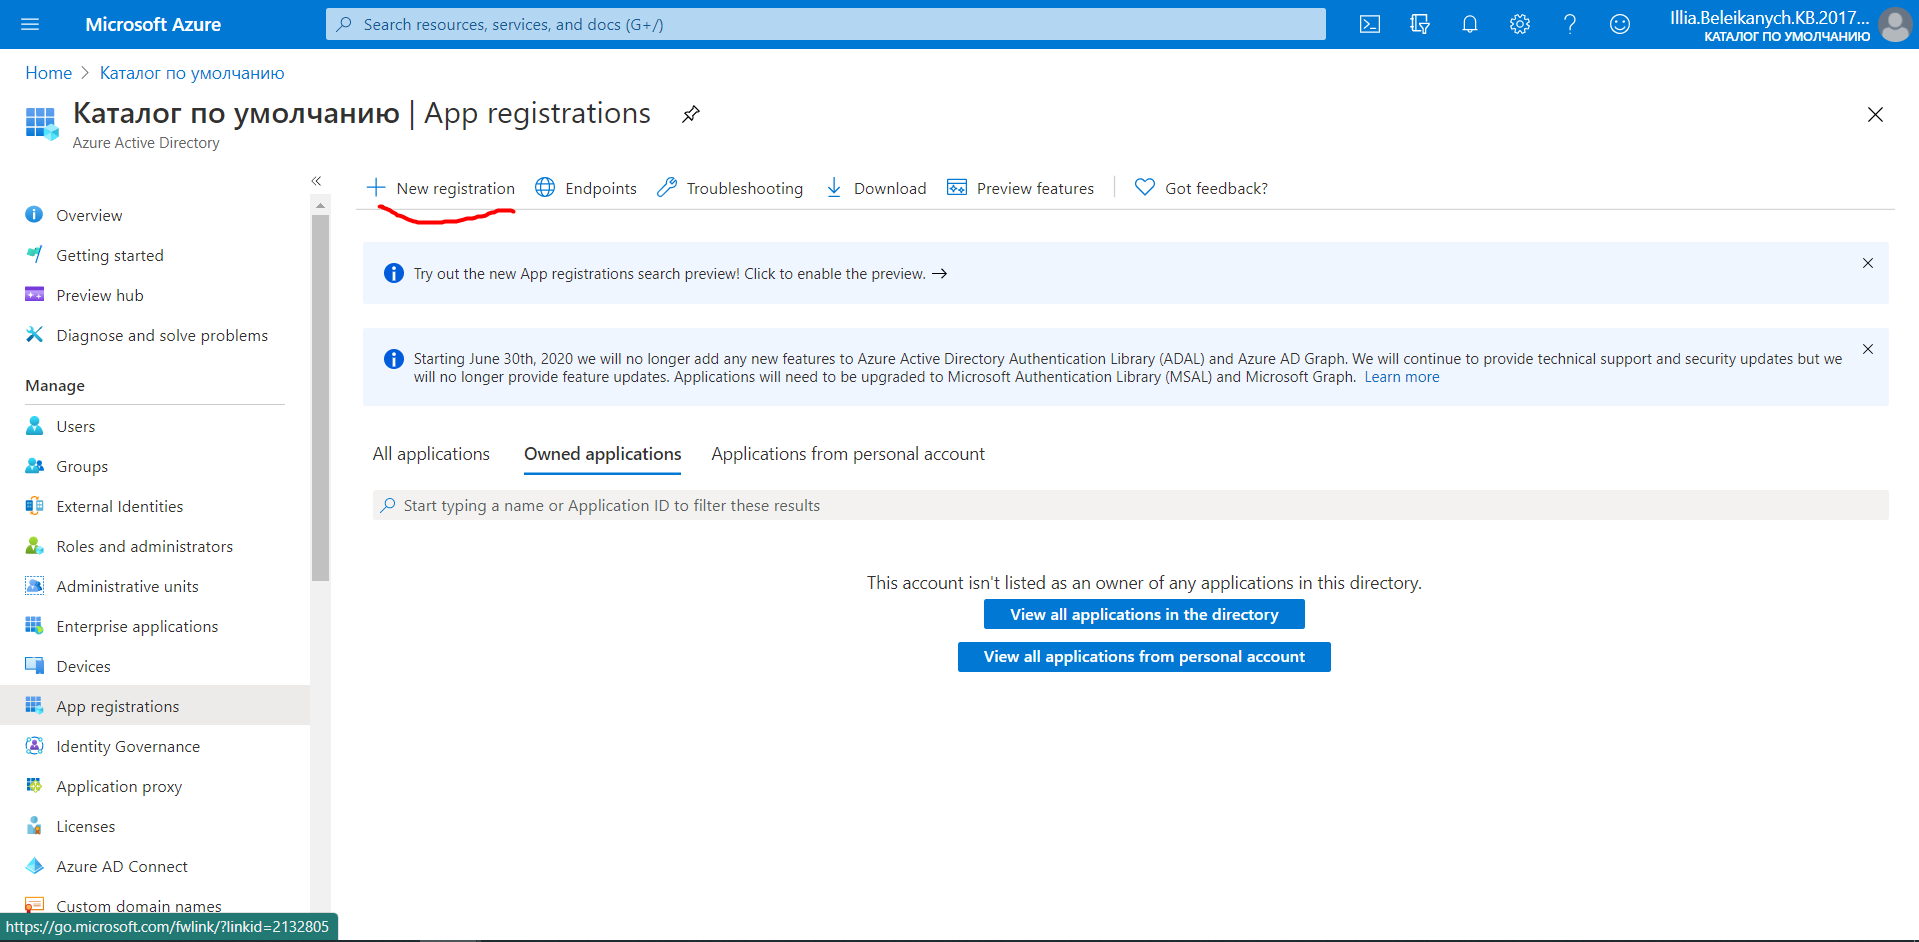 Microsoft Azure
Search resources, services, and docs (G+/)
Illia.Beleikanych.KB.2017...
КАТАЛОГ ПО УМОЛЧАНИЮ
Home > Каталог по умолчанию
Каталог по умолчанию | App registrations
Azure Active Directory
«
Overview
Getting started
Preview hub
Diagnose and solve problems
Manage
Users
Groups
External Identities
Roles and administrators
Administrative units
Enterprise applications
Devices
App registrations
Identity Governance
Application proxy
Licenses
Azure AD Connect
Custom domain names
https://go.microsoft.com/fwlink/?linkid=2132805
New registration Endpoints Troubleshooting Download Preview features Got feedback?
Try out the new App registrations search preview! Click to enable the preview. →
Starting June 30th, 2020 we will no longer add any new features to Azure Active Directory Authentication Library (ADAL) and Azure AD Graph. We will continue to provide technical support and security updates but we
will no longer provide feature updates. Applications will need to be upgraded to Microsoft Authentication Library (MSAL) and Microsoft Graph. Learn more
All applications Owned applications Applications from personal account
Start typing a name or Application ID to filter these results
This account isn't listed as an owner of any applications in this directory.
View all applications in the directory
View all applications from personal account